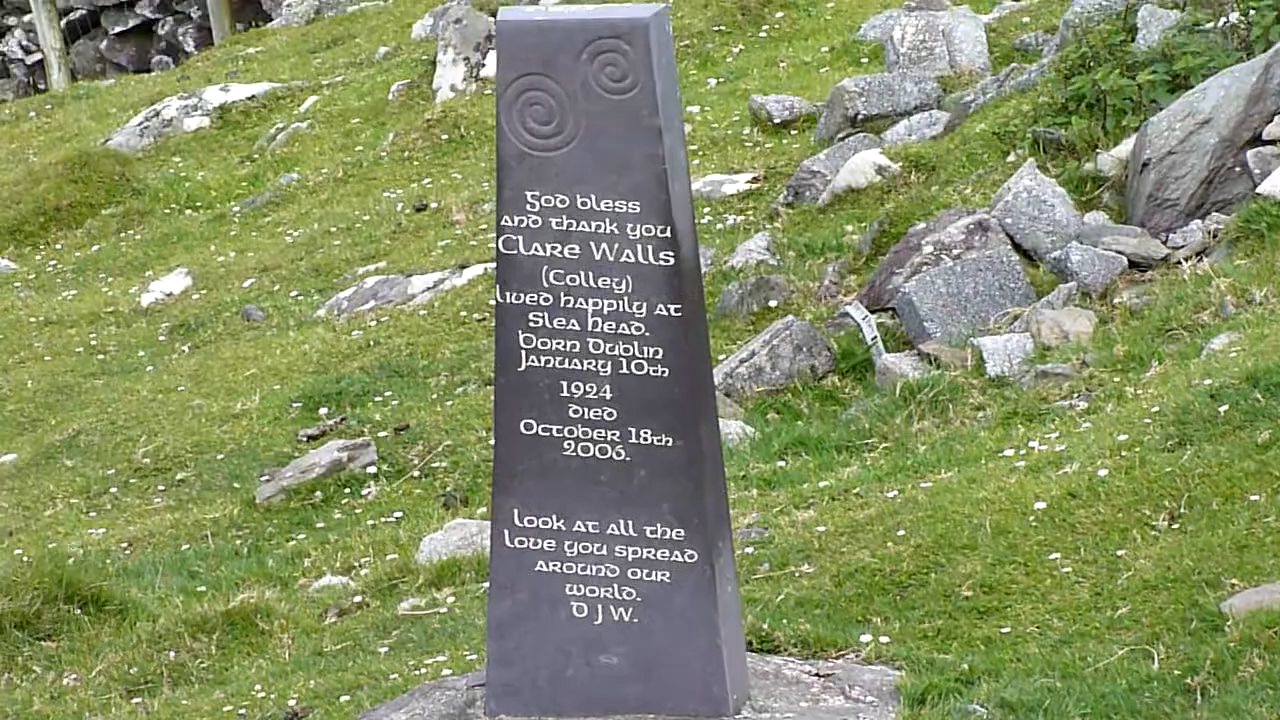 God bless
and thank you
Clare Walls
(Colley)
lived happily at
Slea head.
Born Dublin
January 10th
1924
died
October 18th
2006.
Look at all the
love you spread
around our
world.
D J W.